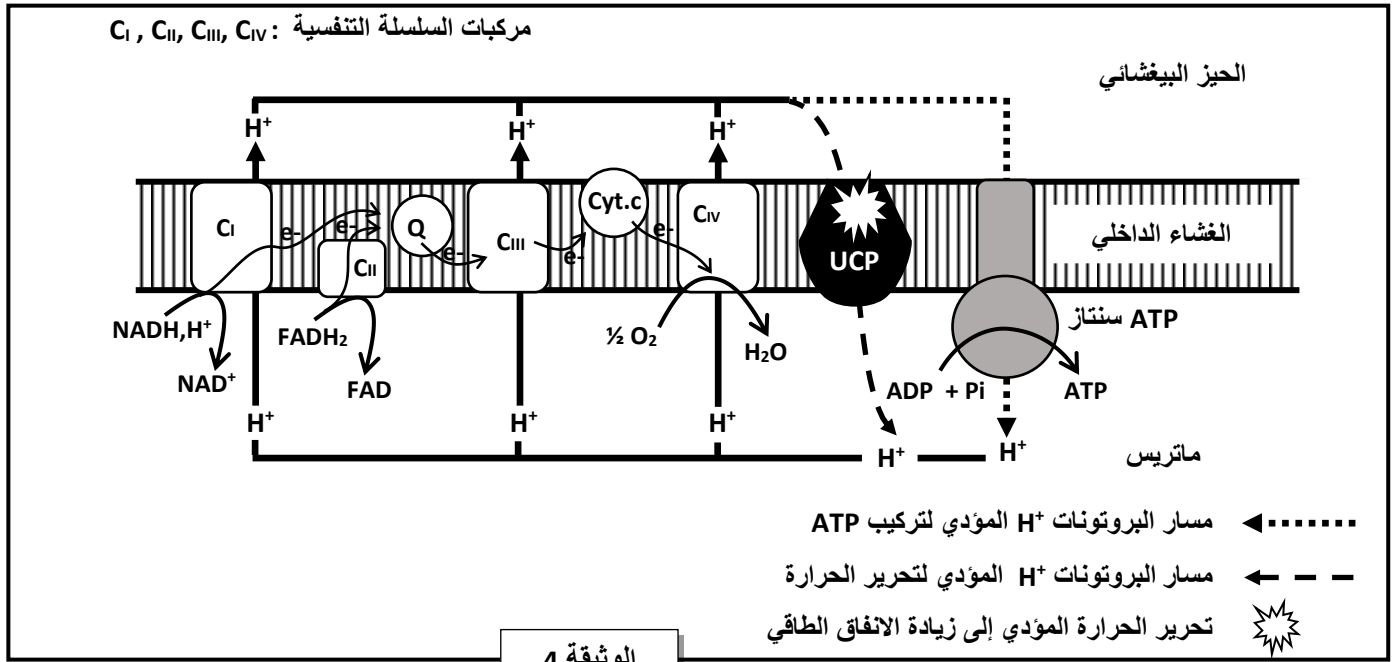 مركبات السلسلة التنفسية : CI , CII, CIII, CIV
الحيز البيغشائي
H+ H+ H+
CI e- e- Q e- CIII e- Cyt.c e- CIV
CII
UCP
الغشاء الداخلي
NADH,H+ FADH2 ½ O2 H2O
ATP سنتاز
NAD+ FAD ADP + Pi ATP
H+ H+ H+
H+ H+ ماتريس
مسار البروتونات H+ المؤدي لتركيب ATP
مسار البروتونات H+ المؤدي لتحرير الحرارة
تحرير الحرارة المؤدي إلى زيادة الانفاق الطاقي
الوثيقة 4